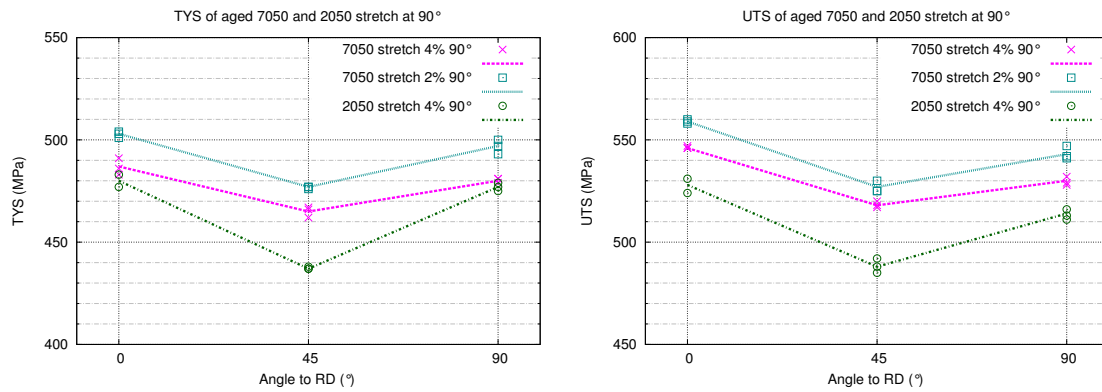 TYS of aged 7050 and 2050 stretch at 90°
550
500
450
400
TYS (MPa)
7050 stretch 4% 90°
7050 stretch 2% 90°
2050 stretch 4% 90°
0
45
90
Angle to RD (°)
UTS of aged 7050 and 2050 stretch at 90°
600
550
500
450
UTS (MPa)
7050 stretch 4% 90°
7050 stretch 2% 90°
2050 stretch 4% 90°
0
45
90
Angle to RD (°)